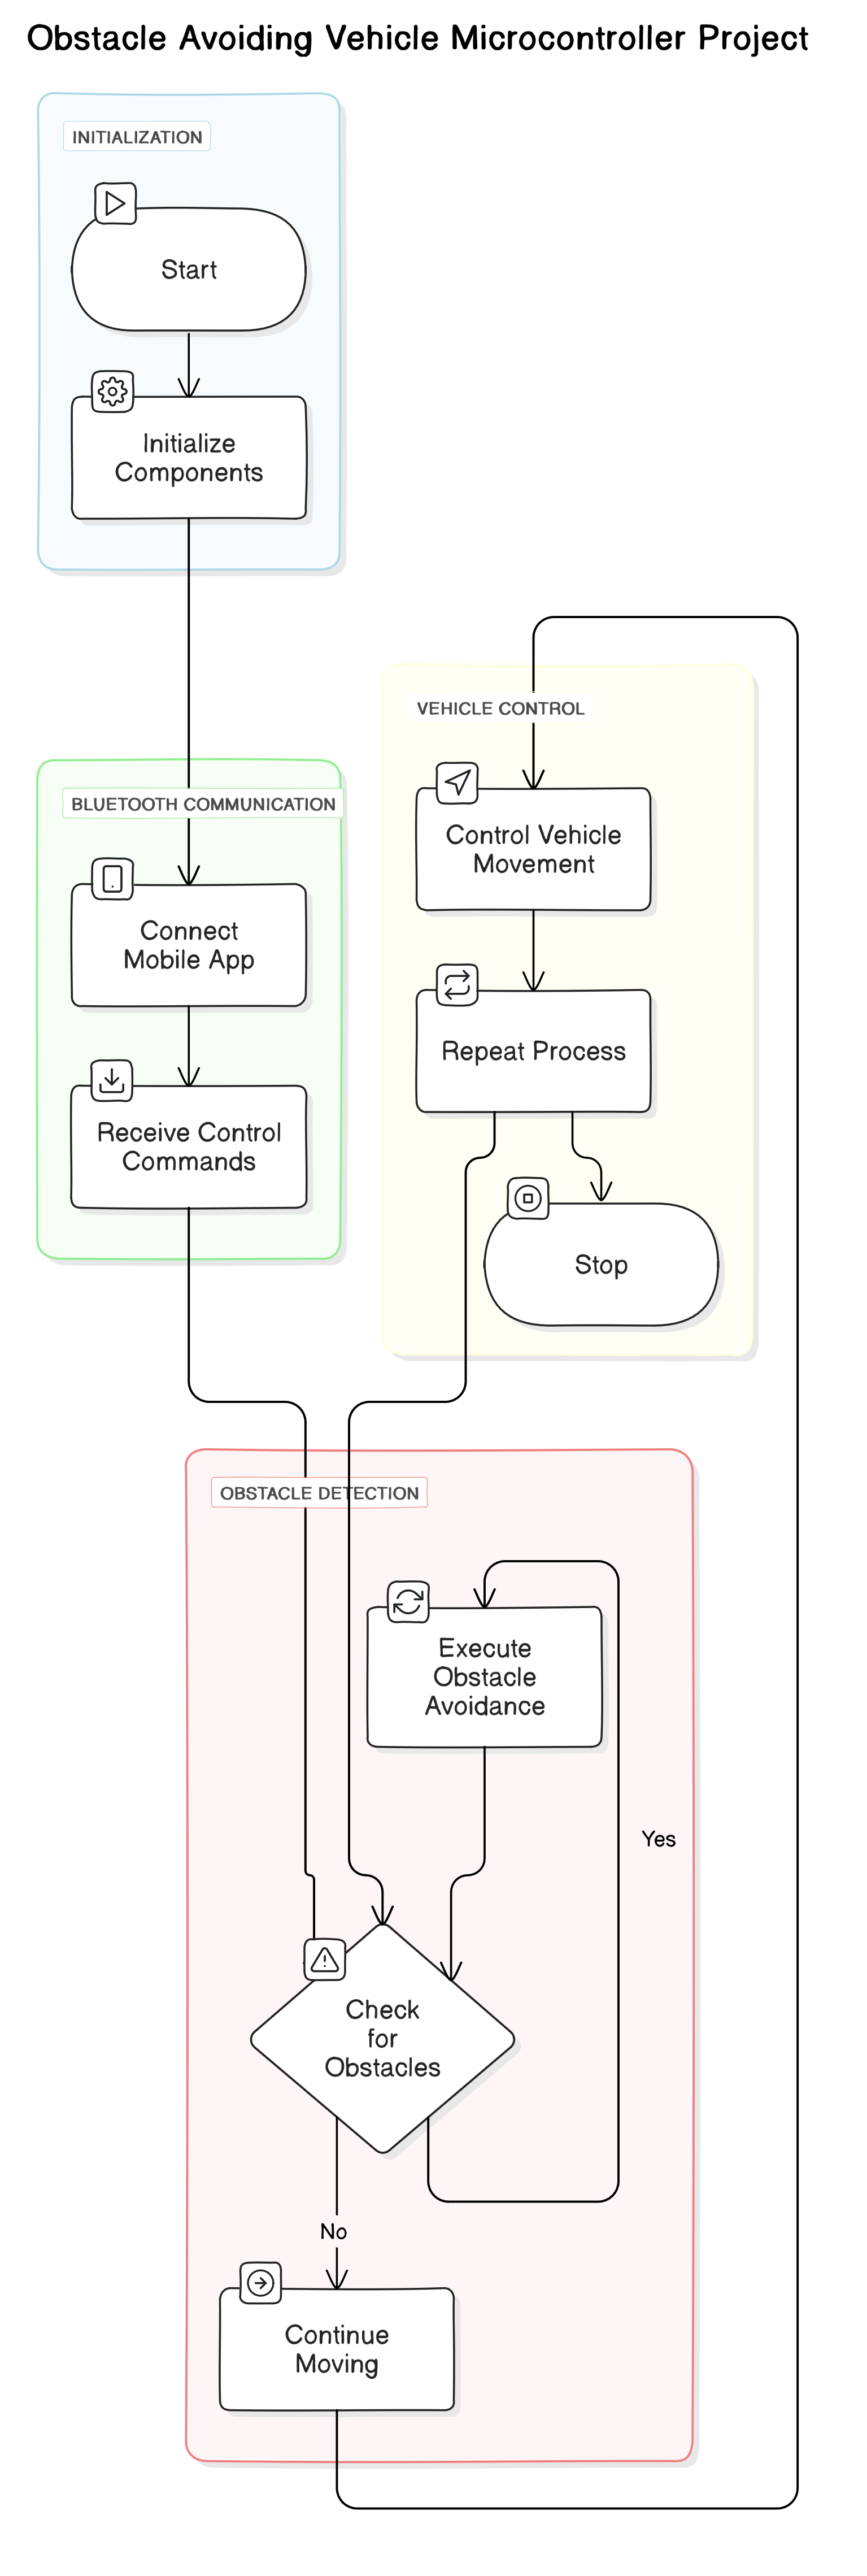 Obstacle Avoiding Vehicle Microcontroller Project
INITIALIZATION
Start
Initialize
Components
VEHICLE CONTROL
BLUETOOTH COMMUNICATION
Control Vehicle
Movement
Connect
Mobile App
Repeat Process
Receive Control
Commands
Stop
OBSTACLE DETECTION
Execute
Obstacle
Avoidance
Yes
Check
for
Obstacles
No
Continue
Moving